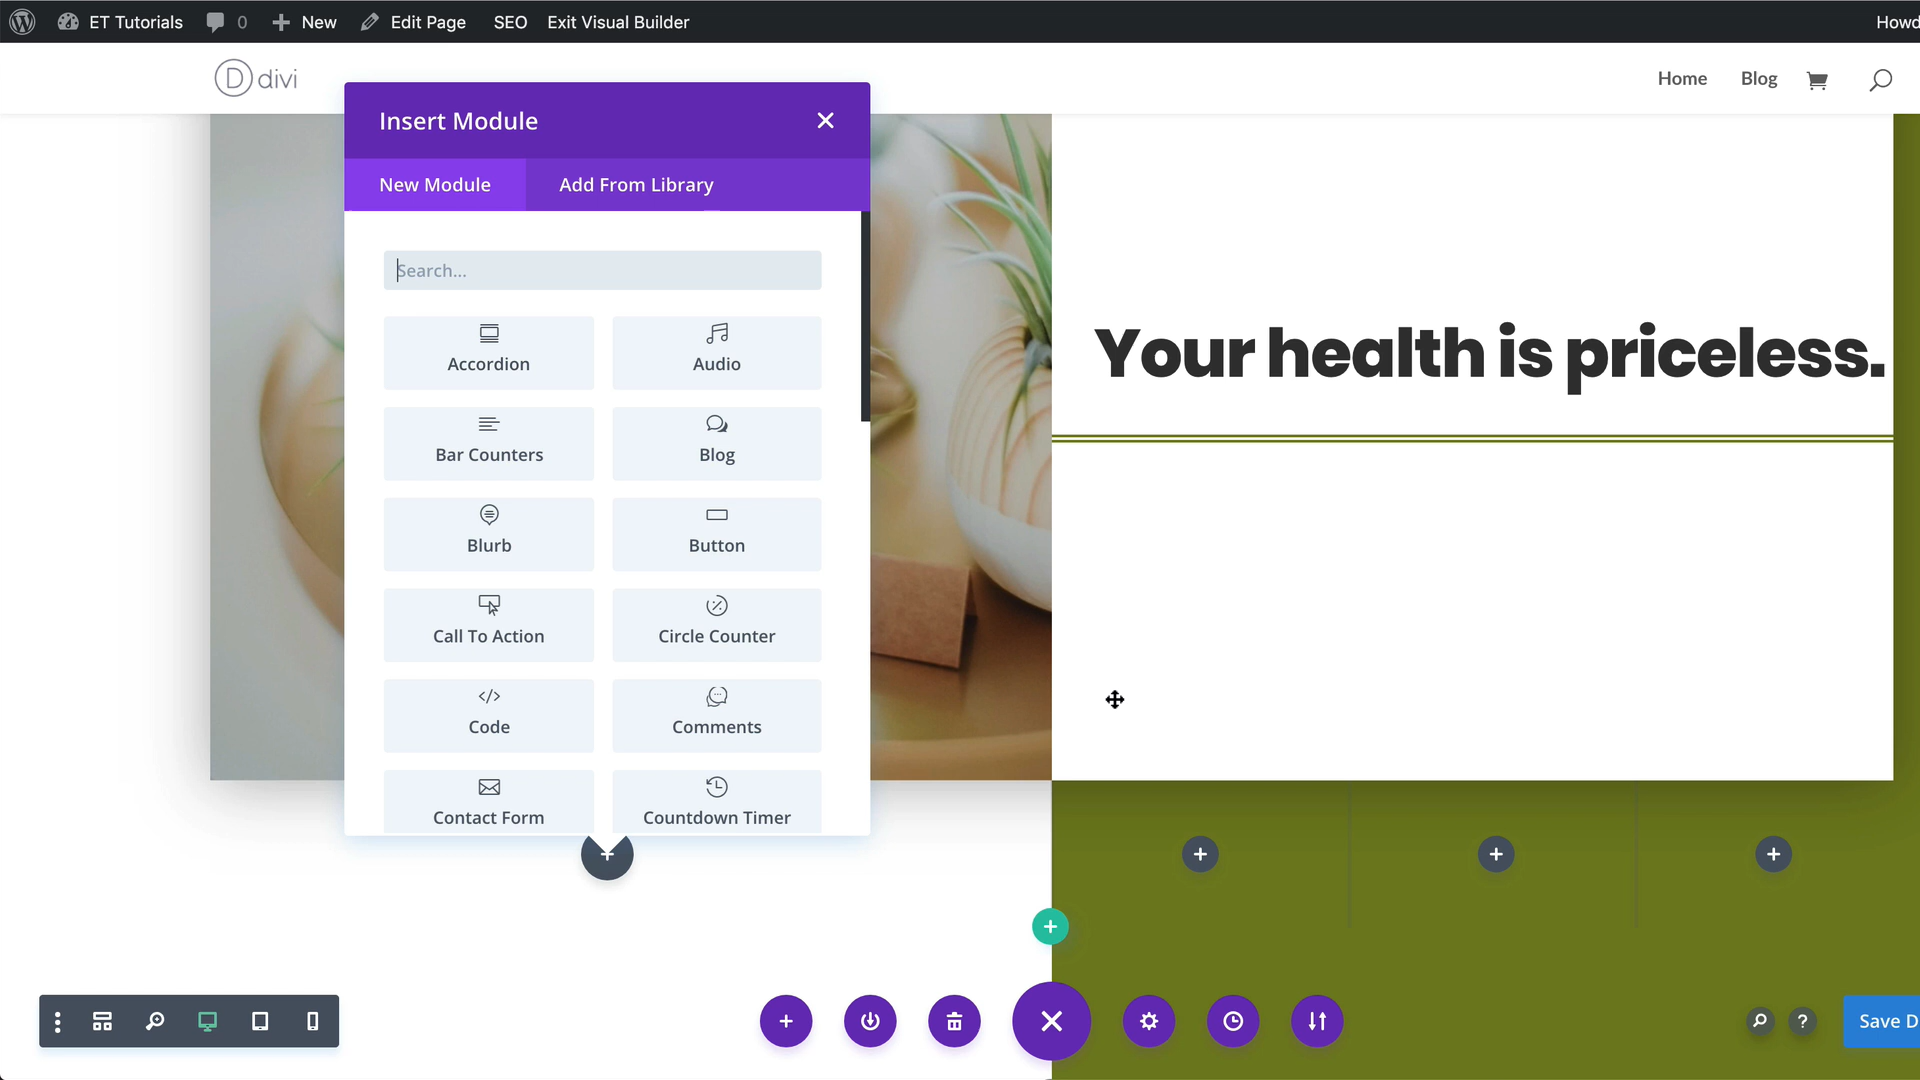 ET Tutorials 0 New Edit Page SEO Exit Visual Builder Howd
divi Home Blog
Insert Module
New Module Add From Library
Search...
Accordion Audio
Bar Counters Blog
Blurb Button
Call To Action Circle Counter
Code Comments
Contact Form Countdown Timer
Your health is priceless.
Save D